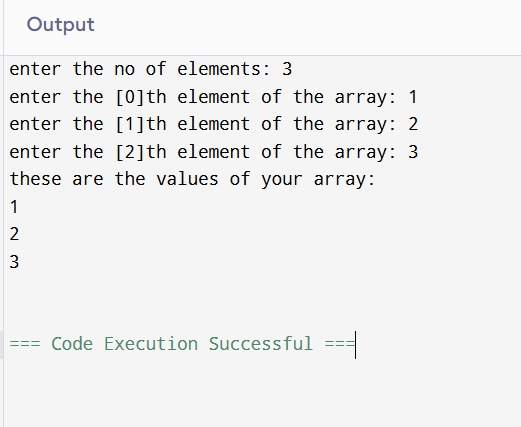 Output
enter the no of elements: 3
enter the [0]th element of the array: 1
enter the [1]th element of the array: 2
enter the [2]th element of the array: 3
these are the values of your array:
1
2
3
=== Code Execution Successful ===